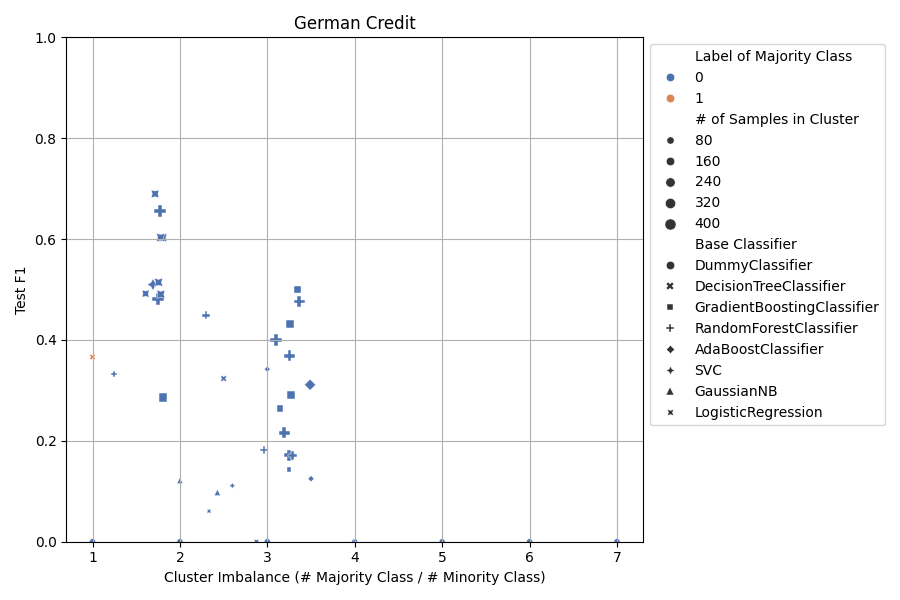 German Credit
1.0
0.8
0.6
0.4
0.2
0.0
Test F1
1 2 3 4 5 6 7
Cluster Imbalance (# Majority Class / # Minority Class)
Label of Majority Class
0
1
# of Samples in Cluster
80
160
240
320
400
Base Classifier
DummyClassifier
DecisionTreeClassifier
GradientBoostingClassifier
RandomForestClassifier
AdaBoostClassifier
SVC
GaussianNB
LogisticRegression